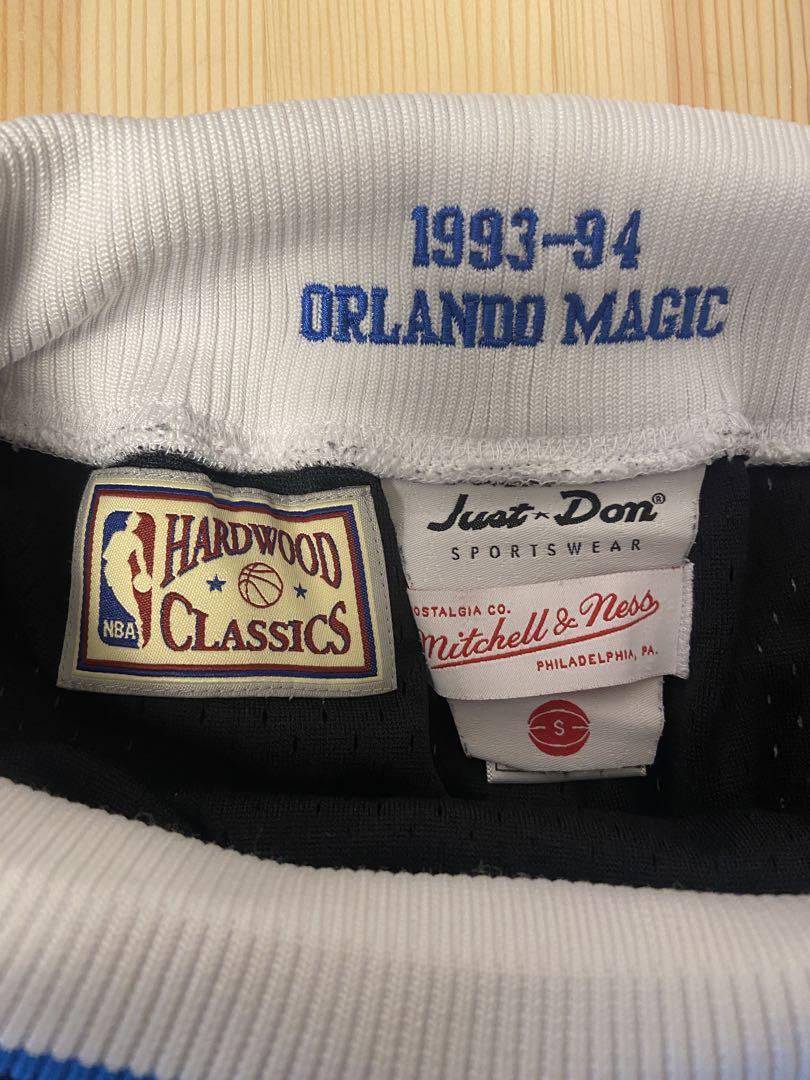 1993-94
ORLANDO MAGIC
HARDWOOD
CLASSICS
NBA
Just Don®
SPORTSWEAR
OSTALGIA CO.
Mitchell & Ness
PHILADELPHIA, PA.
S